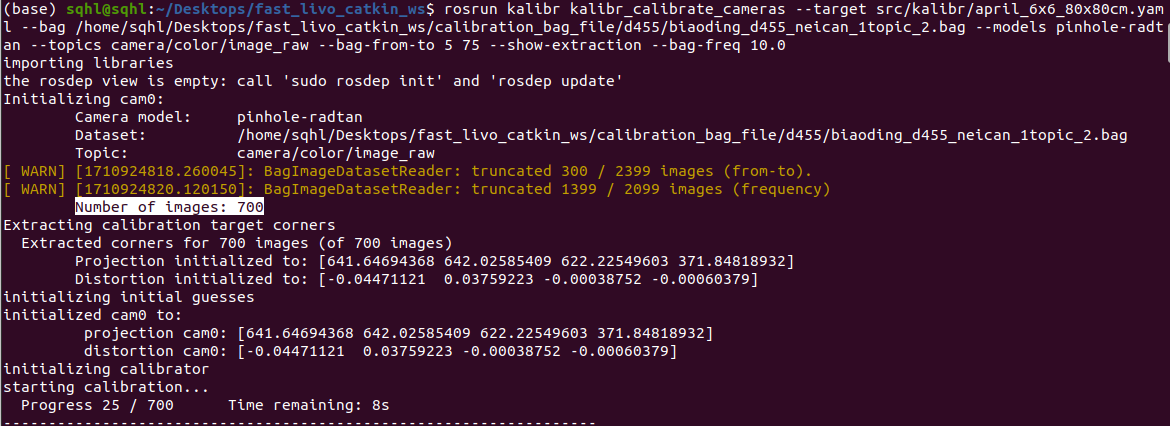 (base) sqhl@sqhl:~/Desktops/fast_livo_catkin_ws$ rosrun kalibr kalibr_calibrate_cameras --target src/kalibr/april_6x6_80x80cm.yam
l --bag /home/sqhl/Desktops/fast_livo_catkin_ws/calibration_bag_file/d455/biaoding_d455_neican_1topic_2.bag --models pinhole-radt
an --topics camera/color/image_raw --bag-from-to 5 75 --show-extraction --bag-freq 10.0
importing libraries
the rosdep view is empty: call 'sudo rosdep init' and 'rosdep update'
Initializing cam0:
Camera model: pinhole-radtan
Dataset: /home/sqhl/Desktops/fast_livo_catkin_ws/calibration_bag_file/d455/biaoding_d455_neican_1topic_2.bag
Topic: camera/color/image_raw
[ WARN] [1710924818.260045]: BagImageDatasetReader: truncated 300 / 2399 images (from-to).
[ WARN] [1710924820.120150]: BagImageDatasetReader: truncated 1399 / 2099 images (frequency)
Number of images: 700
Extracting calibration target corners
Extracted corners for 700 images (of 700 images)
Projection initialized to: [641.64694368 642.02585409 622.22549603 371.84818932]
Distortion initialized to: [-0.04471121 0.03759223 -0.00038752 -0.00060379]
initializing initial guesses
initialized cam0 to:
projection cam0: [641.64694368 642.02585409 622.22549603 371.84818932]
distortion cam0: [-0.04471121 0.03759223 -0.00038752 -0.00060379]
initializing calibrator
starting calibration...
Progress 25 / 700 Time remaining: 8s
------------------------------------------------------------------